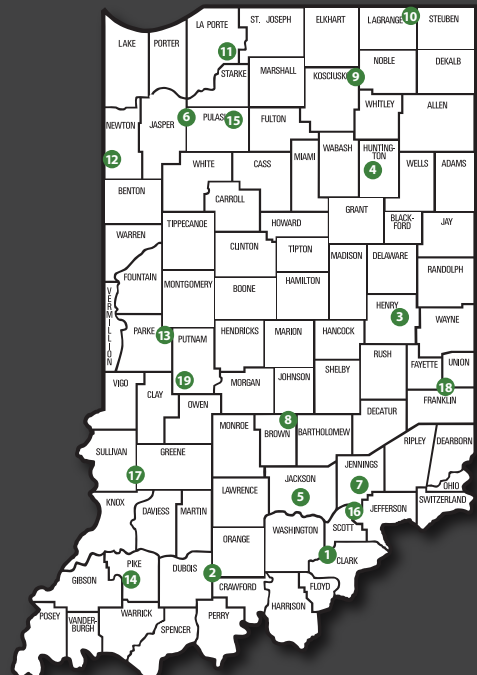 LAKE
PORTER
LA PORTE
ST. JOSEPH
ELKHART
LAGRANGE
10
STEUBEN
11
STARKE
MARSHALL
KOSCIUSKO
9
NOBLE
DEKALB
NEWTON
JASPER
6
PULAS
15
FULTON
WHITLEY
ALLEN
12
WHITE
CASS
MIAMI
WABASH
HUNTING-
TON
4
WELLS
ADAMS
BENTON
CARROLL
GRANT
BLACK-
FORD
JAY
WARREN
TIPPECANOE
HOWARD
CLINTON
TIPTON
MADISON
DELAWARE
RANDOLPH
FOUNTAIN
MONTGOMERY
BOONE
HAMILTON
VERMILLION
HENRY
3
WAYNE
PARKE
13
PUTNAM
HENDRICKS
MARION
HANCOCK
RUSH
FAYETTE
UNION
VIGO
CLAY
19
MORGAN
JOHNSON
SHELBY
18
FRANKLIN
OWEN
DECATUR
MONROE
8
BROWN
BARTHOLOMEW
RIPLEY
DEARBORN
SULLIVAN
GREENE
17
JENNINGS
7
JACKSON
5
OHIO
SWITZERLAND
KNOX
DAVIESS
MARTIN
LAWRENCE
16
JEFFERSON
SCOTT
WASHINGTON
ORANGE
1
CLARK
GIBSON
PIKE
14
DUBOIS
2
CRAWFORD
FLOYD
HARRISON
POSEY
VANDER-
BURGH
WARRICK
SPENCER
PERRY